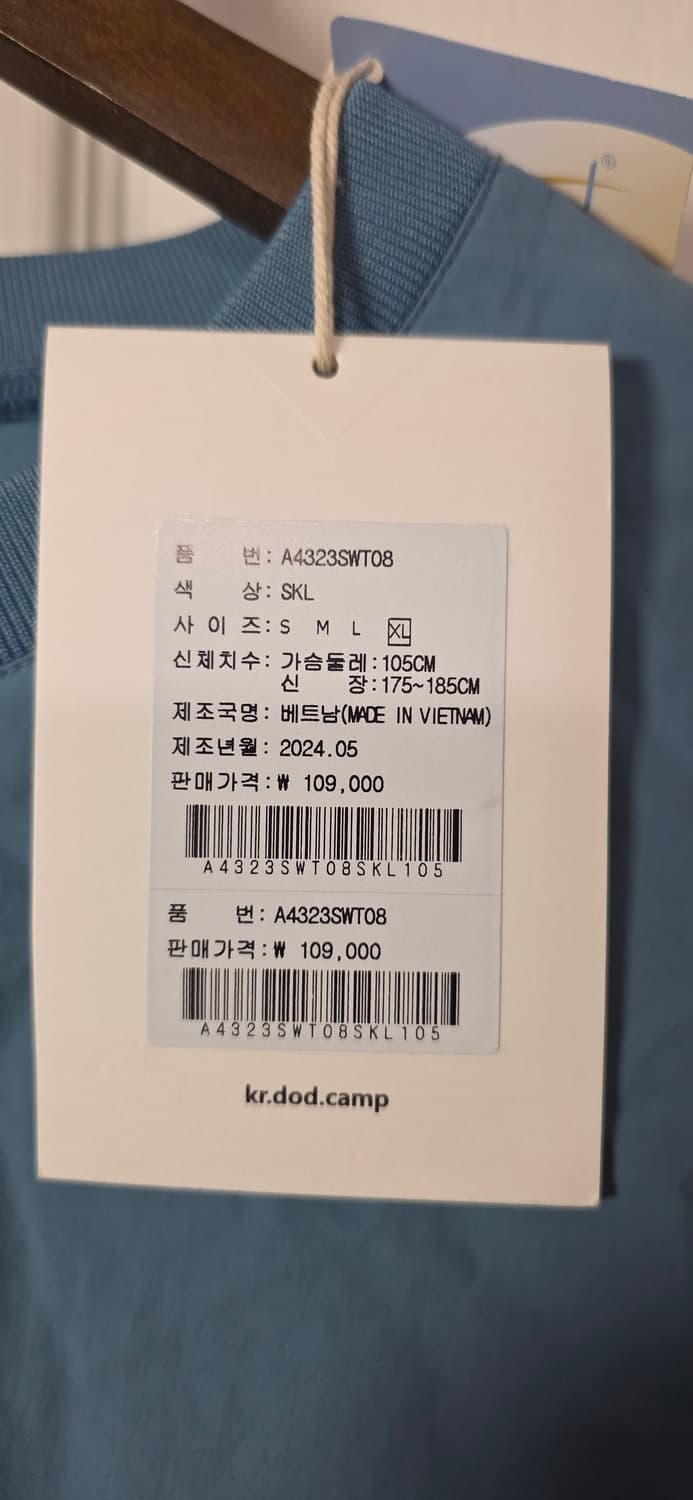 ®
품 번: A4323SWT08
색 상: SKL
사 이 즈: S M L XL
신체치수: 가슴둘레:105CM
신 장:175~185CM
제조국명: 베트남(MADE IN VIETNAM)
제조년월: 2024.05
판매가격:₩ 109,000
A4323SWT08SKL105
품 번: A4323SWT08
판매가격:₩ 109,000
A4323SWT08SKL105
kr.dod.camp